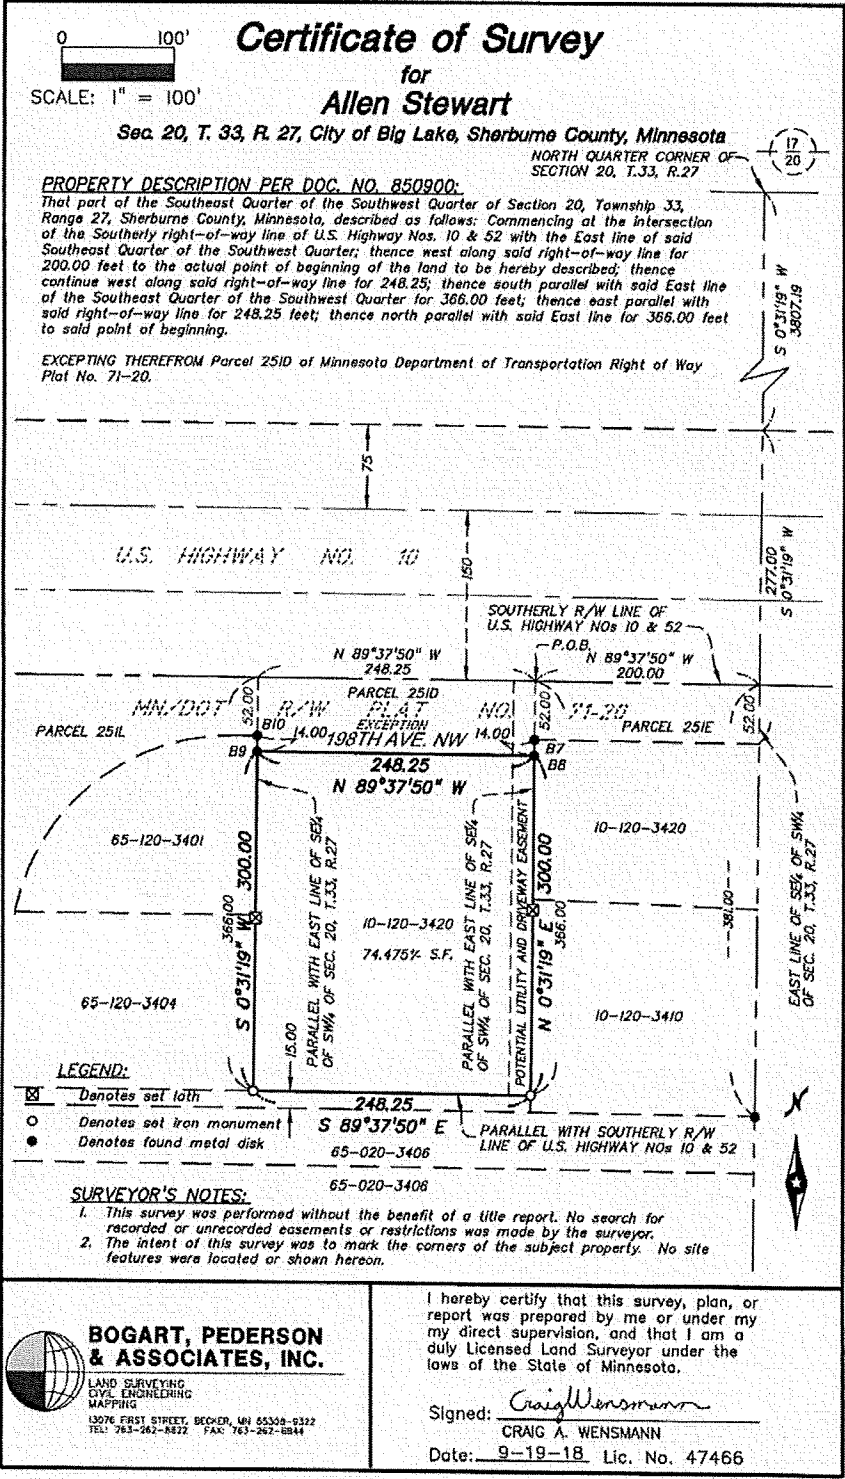 0 100'
SCALE: 1" = 100'
Certificate of Survey
for
Allen Stewart
Sec. 20, T. 33, R. 27, City of Big Lake, Sherburne County, Minnesota
NORTH QUARTER CORNER OF
SECTION 20, T.33, R.27
17
20
PROPERTY DESCRIPTION PER DOC. NO. 850900:
That part of the Southeast Quarter of the Southwest Quarter of Section 20, Township 33,
Range 27, Sherburne County, Minnesota, described as follows: Commencing at the intersection
of the Southerly right-of-way line of U.S. Highway Nos. 10 & 52 with the East line of said
Southeast Quarter of the Southwest Quarter; thence west along said right-of-way line for
200.00 feet to the actual point of beginning of the land to be hereby described; thence
continue west along said right-of-way line for 248.25; thence south parallel with said East line
of the Southeast Quarter of the Southwest Quarter for 366.00 feet; thence east parallel with
said right-of-way line for 248.25 feet; thence north parallel with said East line for 366.00 feet
to said point of beginning.
EXCEPTING THEREFROM Parcel 251D of Minnesota Department of Transportation Right of Way
Plat No. 71-20.
S 0°31'19" W
3807.19
75
U.S. HIGHWAY NO. 10
150
277.00
S 0°31'19" W
SOUTHERLY R/W LINE OF
U.S. HIGHWAY NOs 10 & 52
P.O.B.
N 89°37'50" W
248.25
N 89°37'50" W
200.00
PARCEL 251D
MN/DOT R/W PLAT NO. 71-20
EXCEPTION
52.00
52.00
52.00
PARCEL 251L
PARCEL 251E
B10
14.00
198TH AVE. NW
14.00
B7
B9
B8
248.25
N 89°37'50" W
65-120-3401
10-120-3420
S 0°31'19" W 300.00
366.00
PARALLEL WITH EAST LINE OF SE¼
OF SW¼ OF SEC. 20, T.33, R.27
10-120-3420
74,475± S.F.
PARALLEL WITH EAST LINE OF SE¼
OF SW¼ OF SEC. 20, T.33, R.27
POTENTIAL UTILITY AND DRIVEWAY EASEMENT
N 0°31'19" E 300.00
366.00
381.00
EAST LINE OF SE¼ OF SW¼
OF SEC. 20, T.33, R.27
65-120-3404
10-120-3410
15.00
LEGEND:
Denotes set lath
Denotes set iron monument
Denotes found metal disk
248.25
S 89°37'50" E
PARALLEL WITH SOUTHERLY R/W
LINE OF U.S. HIGHWAY NOs 10 & 52
65-020-3406
65-020-3406
N
SURVEYOR'S NOTES:
1. This survey was performed without the benefit of a title report. No search for
recorded or unrecorded easements or restrictions was made by the surveyor.
2. The intent of this survey was to mark the corners of the subject property. No site
features were located or shown hereon.
BOGART, PEDERSON
& ASSOCIATES, INC.
LAND SURVEYING
CIVIL ENGINEERING
MAPPING
13076 FIRST STREET, BECKER, MN 55308-9322
TEL: 763-262-8822 FAX: 763-262-8844
I hereby certify that this survey, plan, or
report was prepared by me or under my
my direct supervision, and that I am a
duly Licensed Land Surveyor under the
laws of the State of Minnesota.
Signed: Craig Wensmann
CRAIG A. WENSMANN
Date: 9-19-18 Lic. No. 47466